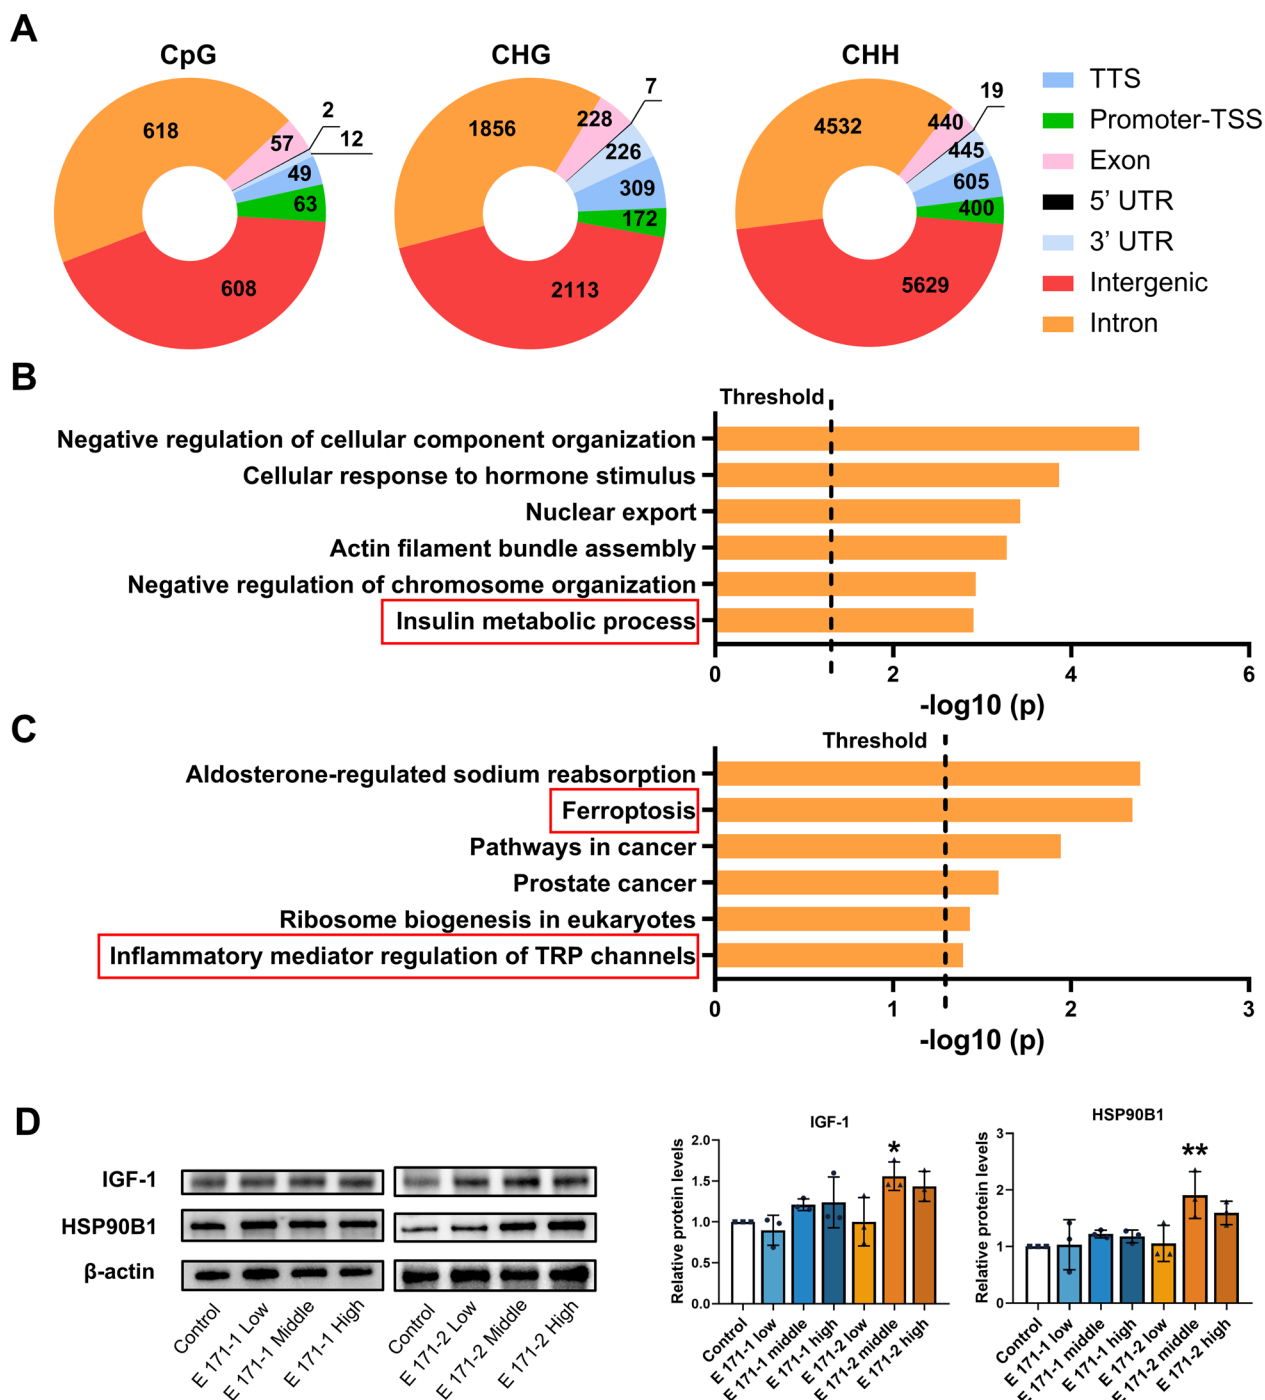 A
CpG
618
57
2
12
49
63
608
CHG
1856
228
7
226
309
172
2113
CHH
4532
440
19
445
605
400
5629
TTS
Promoter-TSS
Exon
5’ UTR
3’ UTR
Intergenic
Intron
B
Threshold
Negative regulation of cellular component organization
Cellular response to hormone stimulus
Nuclear export
Actin filament bundle assembly
Negative regulation of chromosome organization
Insulin metabolic process
0 2 4 6
-log10 (p)
C
Threshold
Aldosterone-regulated sodium reabsorption
Ferroptosis
Pathways in cancer
Prostate cancer
Ribosome biogenesis in eukaryotes
Inflammatory mediator regulation of TRP channels
0 1 2 3
-log10 (p)
D
IGF-1
HSP90B1
β-actin
Control
E 171-1 Low
E 171-1 Middle
E 171-1 High
Control
E 171-2 Low
E 171-2 Middle
E 171-2 High
IGF-1
Relative protein levels
2.0
1.5
1.0
0.5
0.0
*
Control
E 171-1 low
E 171-1 middle
E 171-1 high
E 171-2 low
E 171-2 middle
E 171-2 high
HSP90B1
Relative protein levels
3
2
1
0
**
Control
E 171-1 low
E 171-1 middle
E 171-1 high
E 171-2 low
E 171-2 middle
E 171-2 high